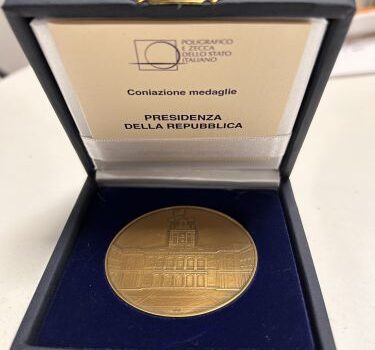 POLIGRAFICO
E ZECCA
DELLO STATO
ITALIANO
Coniazione medaglie
PRESIDENZA
DELLA REPUBBLICA